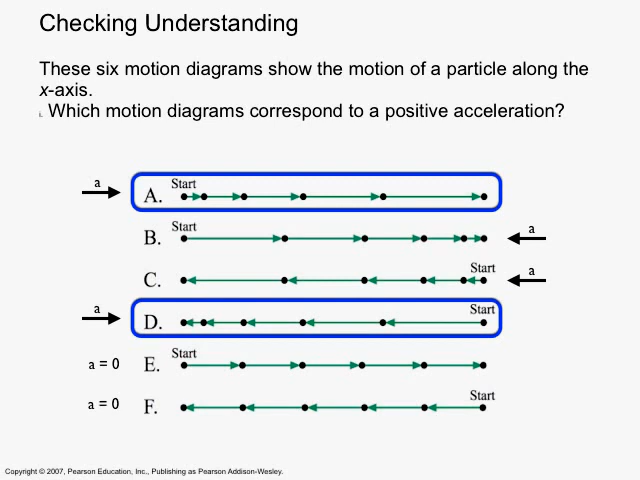 Checking Understanding
These six motion diagrams show the motion of a particle along the
x-axis.
i. Which motion diagrams correspond to a positive acceleration?
a
Start
A.
Start
B.
a
Start
C.
a
a
Start
D.
Start
a = 0 E.
Start
a = 0 F.
Copyright © 2007, Pearson Education, Inc., Publishing as Pearson Addison-Wesley.